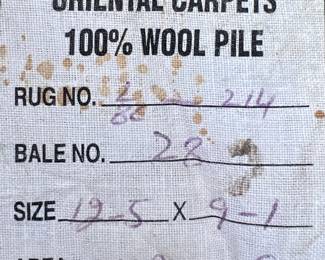 ORIENTAL CARPETS
100% WOOL PILE
RUG NO. 214
BALE NO. 28
SIZE 12-5 X 9-1